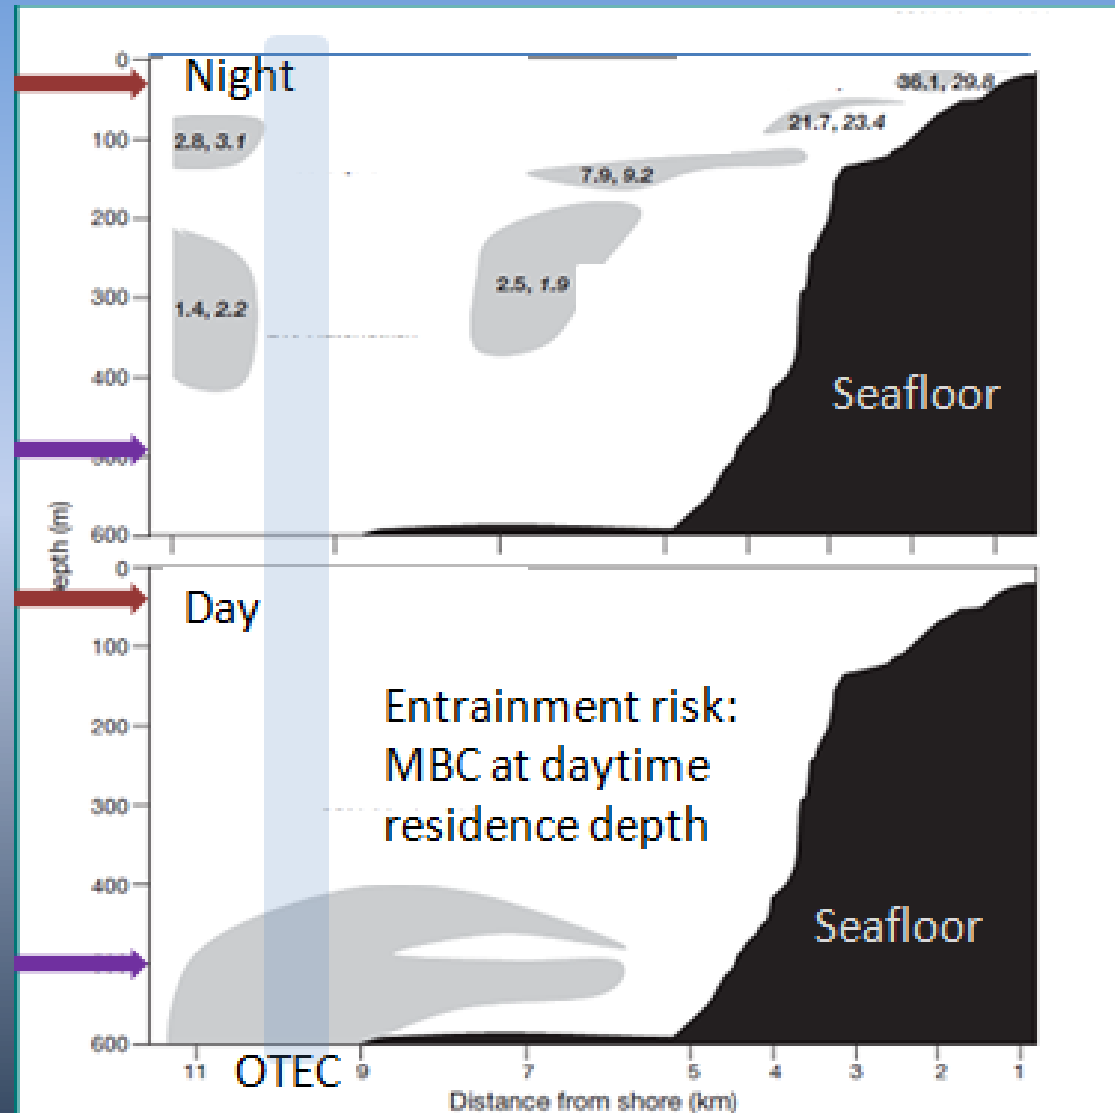 0
Night
36.1, 29.6
21.7, 23.4
100
2.8, 3.1
7.9, 9.2
200
2.5, 1.9
300
1.4, 2.2
400
Seafloor
600
0
Day
100
Entrainment risk:
200
MBC at daytime
300
residence depth
400
Seafloor
600
11
OTEC
9
7
5
4
3
2
1
Distance from shore (km)